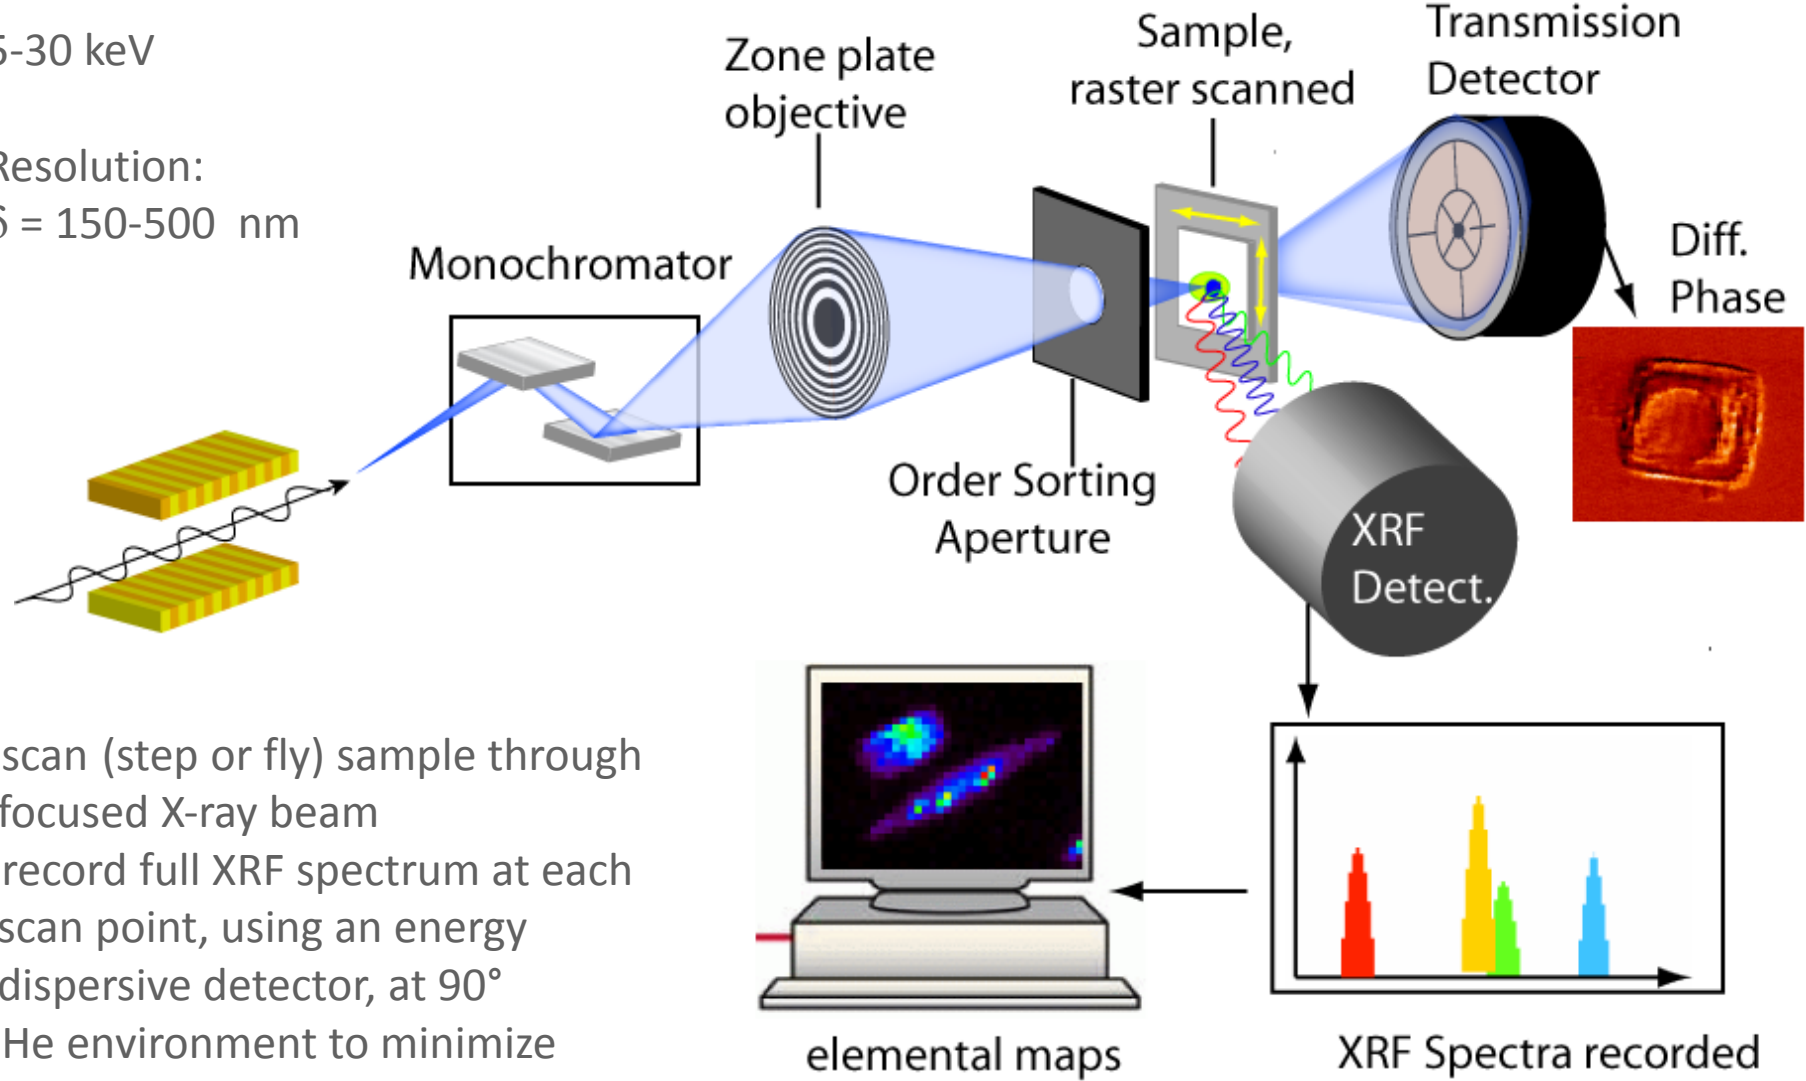 5-30 keV
Resolution:
δ = 150-500 nm
Monochromator
Zone plate
objective
Sample,
raster scanned
Transmission
Detector
Diff.
Phase
Order Sorting
Aperture
XRF
Detect.
scan (step or fly) sample through
focused X-ray beam
record full XRF spectrum at each
scan point, using an energy
dispersive detector, at 90°
He environment to minimize
elemental maps
XRF Spectra recorded